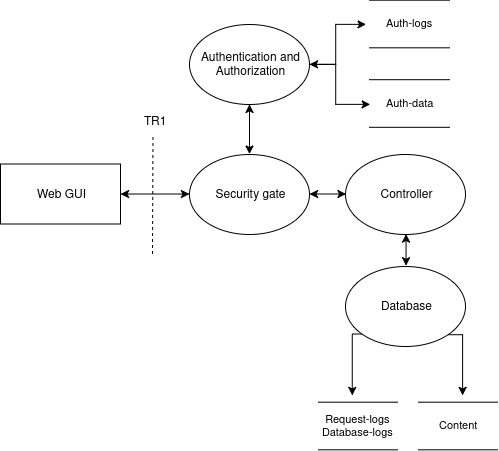 Auth-logs
Authentication and
Authorization
Auth-data
TR1
Web GUI
Security gate
Controller
Database
Request-logs
Database-logs
Content